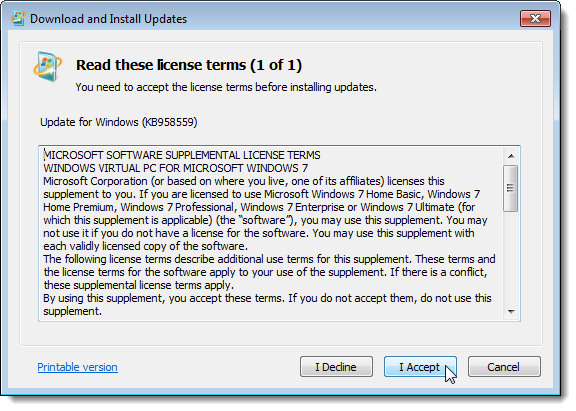 Download and Install Updates
Read these license terms (1 of 1)
You need to accept the license terms before installing updates.
Update for Windows (KB958559)
MICROSOFT SOFTWARE SUPPLEMENTAL LICENSE TERMS
WINDOWS VIRTUAL PC FOR MICROSOFT WINDOWS 7
Microsoft Corporation (or based on where you live, one of its affiliates) licenses this
supplement to you. If you are licensed to use Microsoft Windows 7 Home Basic, Windows 7
Home Premium, Windows 7 Professional, Windows 7 Enterprise or Windows 7 Ultimate (for
which this supplement is applicable) (the “software”), you may use this supplement. You may
not use it if you do not have a license for the software. You may use this supplement with
each validly licensed copy of the software.
The following license terms describe additional use terms for this supplement. These terms and
the license terms for the software apply to your use of the supplement. If there is a conflict,
these supplemental license terms apply.
By using this supplement, you accept these terms. If you do not accept them, do not use this
supplement.
Printable version
I Decline
I Accept
Cancel